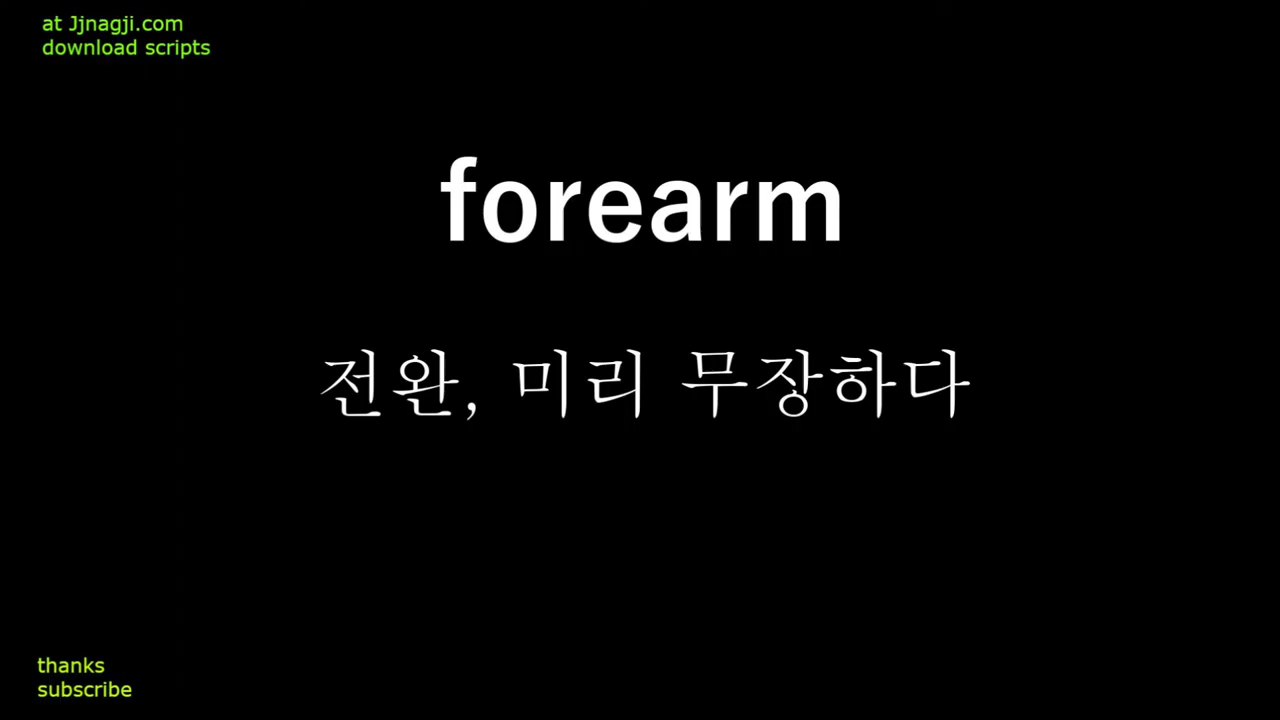 at Jjnagji.com
download scripts
forearm
전완, 미리 무장하다
thanks
subscribe